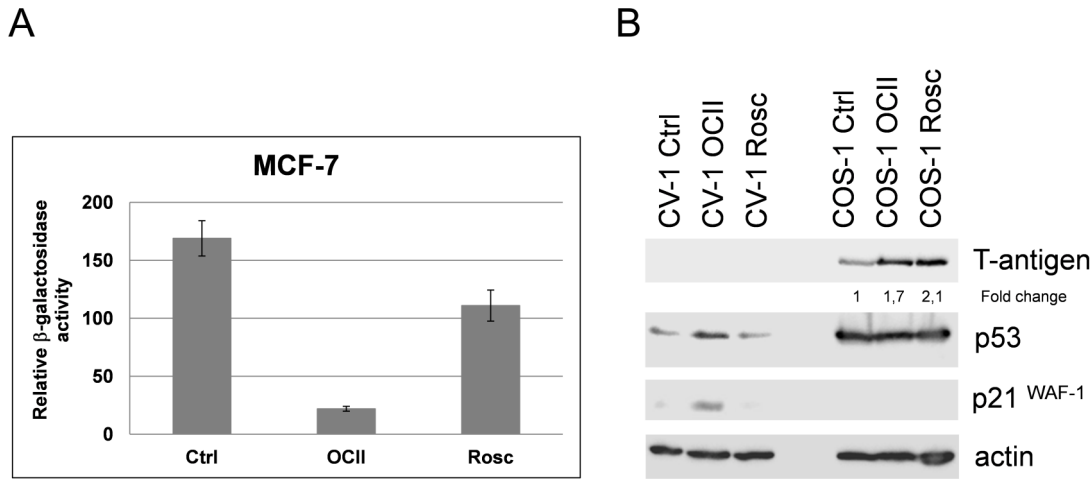 A
MCF-7
Relative β-galactosidase
activity
200
150
100
50
0
Ctrl OCII Rosc
B
CV-1 Ctrl
CV-1 OCII
CV-1 Rosc
COS-1 Ctrl
COS-1 OCII
COS-1 Rosc
T-antigen
1 1,7 2,1 Fold change
p53
p21 WAF-1
actin